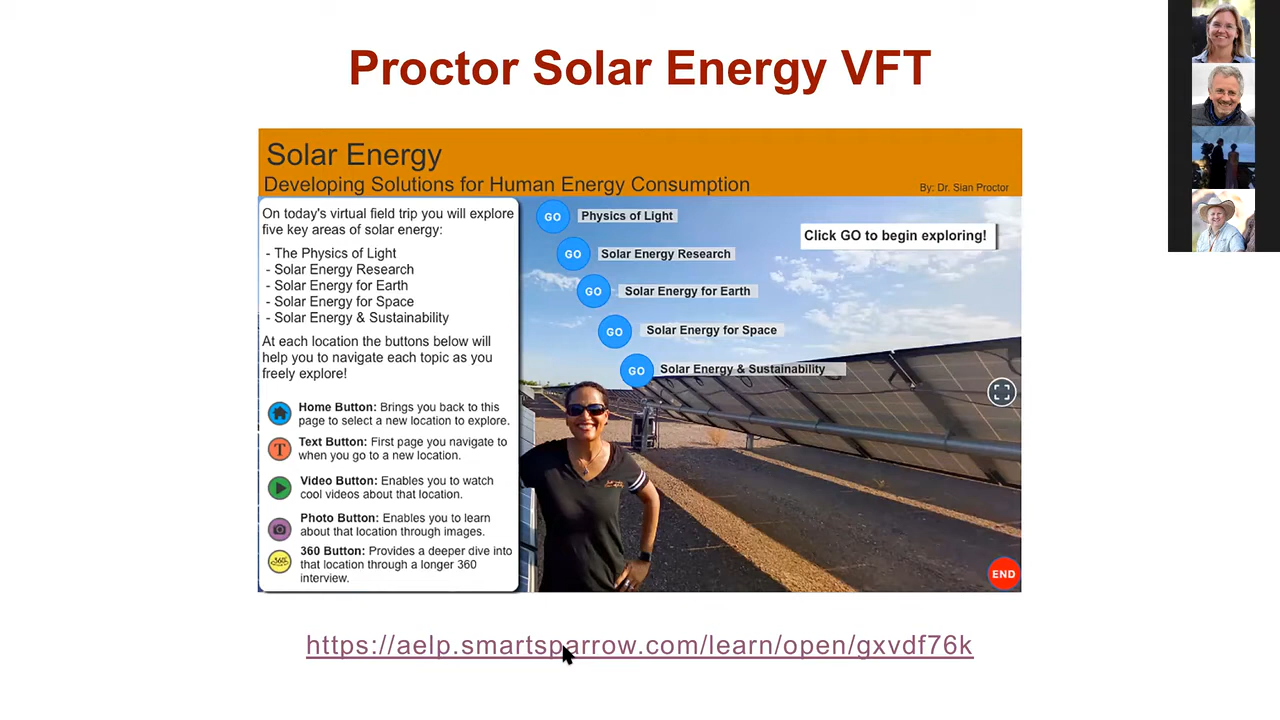 Proctor Solar Energy VFT
Solar Energy
Developing Solutions for Human Energy Consumption
By: Dr. Sian Proctor
On today's virtual field trip you will explore
five key areas of solar energy:
- The Physics of Light
- Solar Energy Research
- Solar Energy for Earth
- Solar Energy for Space
- Solar Energy & Sustainability
At each location the buttons below will
help you to navigate each topic as you
freely explore!
Home Button: Brings you back to this
page to select a new location to explore.
T
Text Button: First page you navigate to
when you go to a new location.
Video Button: Enables you to watch
cool videos about that location.
Photo Button: Enables you to learn
about that location through images.
360
360 Button: Provides a deeper dive into
that location through a longer 360
interview.
GO Physics of Light
GO Solar Energy Research
GO Solar Energy for Earth
GO Solar Energy for Space
GO Solar Energy & Sustainability
Click GO to begin exploring!
END
https://aelp.smartsparrow.com/learn/open/gxvdf76k